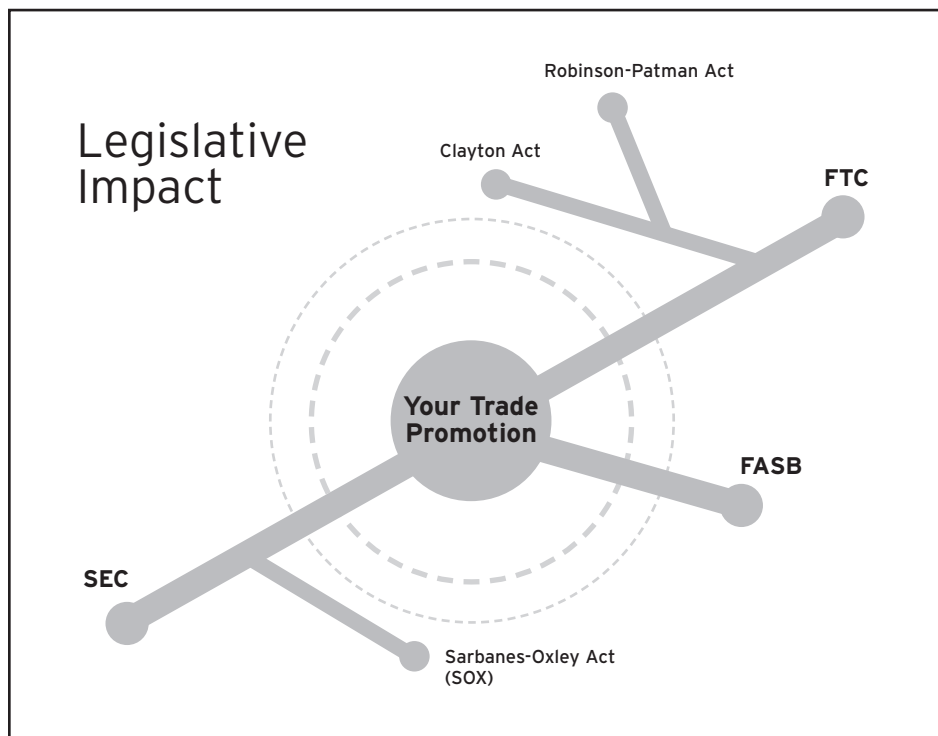 Legislative
Impact
Robinson-Patman Act
Clayton Act
FTC
Your Trade
Promotion
FASB
SEC
Sarbanes-Oxley Act
(SOX)